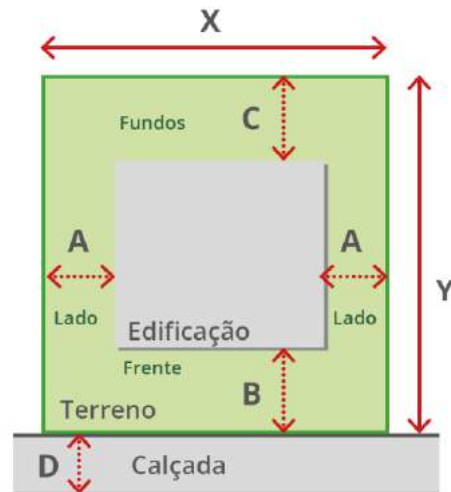 X
Fundos
C
A
A
Y
Lado
Edificação
Lado
Frente
B
Terreno
D
Calçada